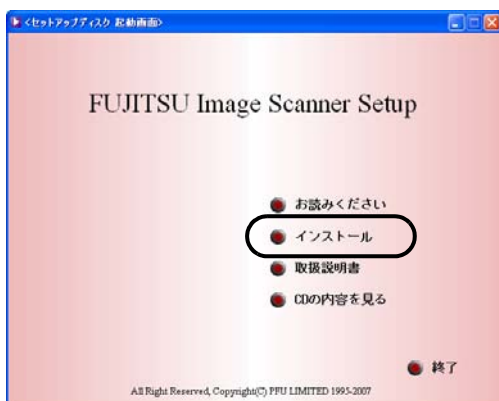 <セットアップディスク 起動画面>
FUJITSU Image Scanner Setup
お読みください
インストール
取扱説明書
CDの内容を見る
終了
All Right Reserved, Copyright(C) PFU LIMITED 1995-2007